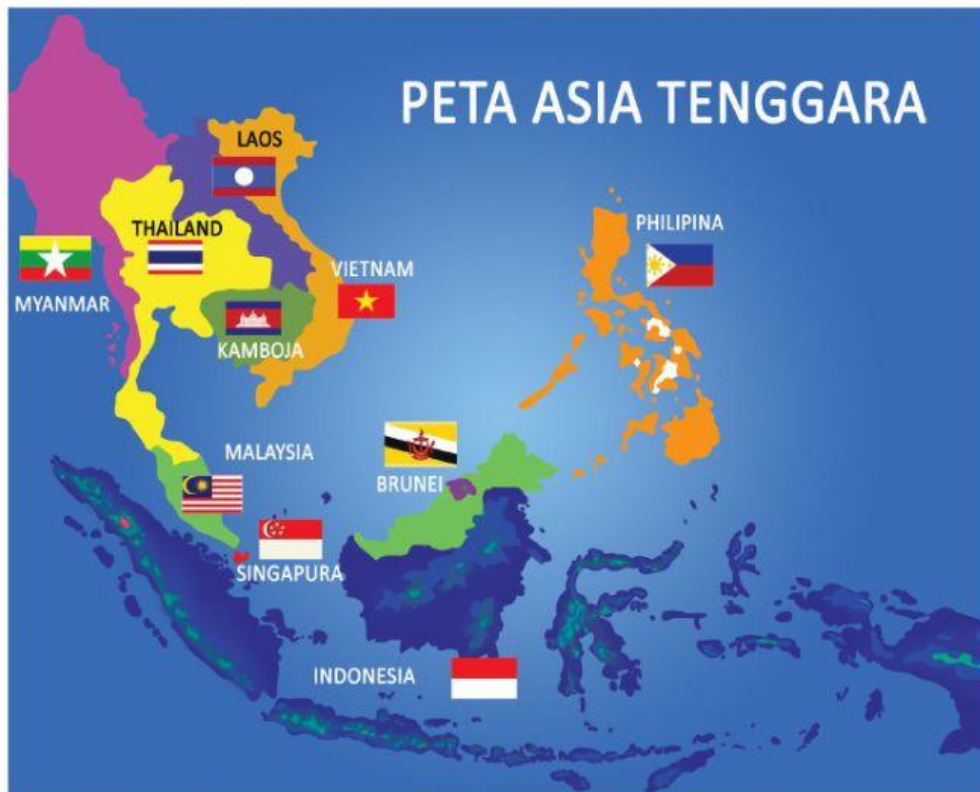 PETA ASIA TENGGARA
LAOS
THAILAND
PHILIPINA
VIETNAM
MYANMAR
KAMBOJA
MALAYSIA
BRUNEI
SINGAPURA
INDONESIA